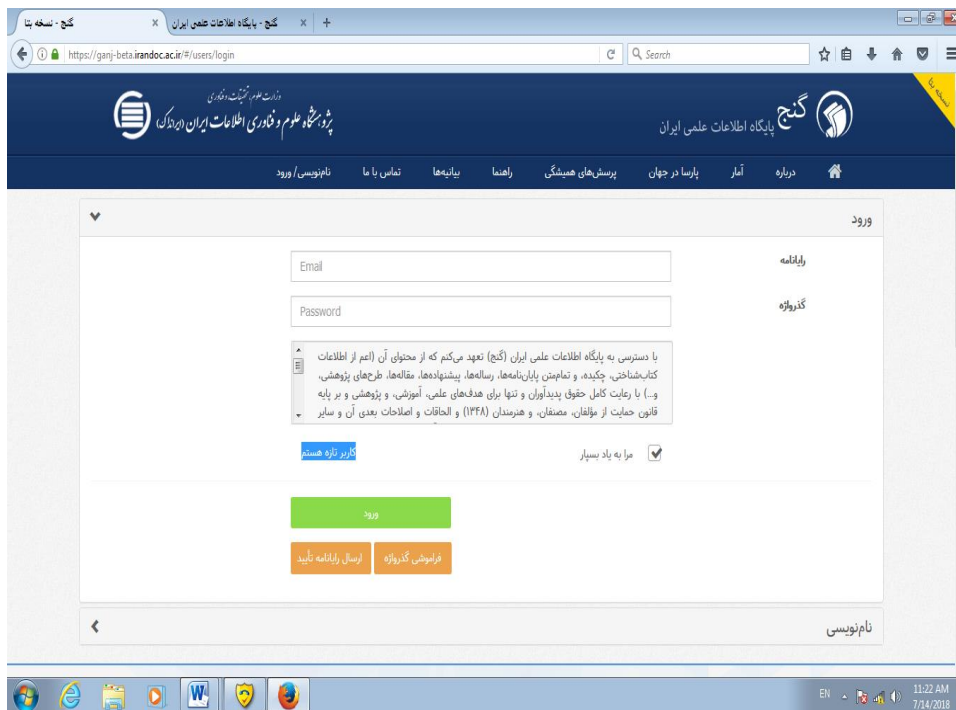 گنج - نسخه بتا
گنج - پایگاه اطلاعات علمی ایران
https://ganj-beta.irandoc.ac.ir/#/users/login
Search
نسخه بتا
گنج
پایگاه اطلاعات علمی ایران
وزارت علوم، تحقیقات و فناوری
پژوهشگاه علوم و فناوری اطلاعات ایران (ایرانداک)
درباره آمار پارسا در جهان پرسش‌های همیشگی راهنما بیانیه‌ها تماس با ما نام‌نویسی/ ورود
ورود
رایانامه
Email
گذرواژه
Password
با دسترسی به پایگاه اطلاعات علمی ایران (گنج) تعهد می‌کنم که از محتوای آن (اعم از اطلاعات
کتاب‌شناختی، چکیده، و تمام‌متن پایان‌نامه‌ها، رساله‌ها، پیشنهادده‌ها، مقاله‌ها، طرح‌های پژوهشی،
و...) با رعایت کامل حقوق پدیدآوران و تنها برای هدف‌های علمی، آموزشی، و پژوهشی و بر پایه
قانون حمایت از مؤلفان، مصنفان، و هنرمندان (۱۳۴۸) و الحاقات و اصلاحات بعدی آن و سایر
مرا به یاد بسپار
کاربر تازه هستم
ورود
فراموشی گذرواژه
ارسال رایانامه تأیید
نام‌نویسی
EN
11:22 AM
7/14/2018